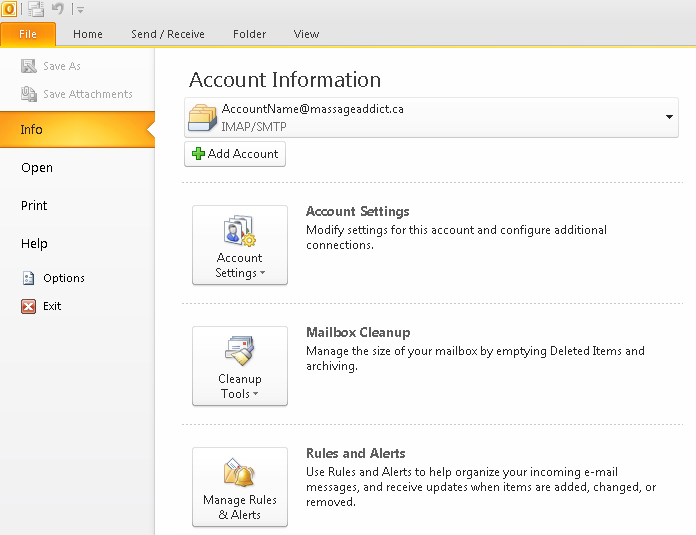 File Home Send / Receive Folder View
Save As
Save Attachments
Info
Open
Print
Help
Options
Exit
Account Information
AccountName@massageaddict.ca
IMAP/SMTP
Add Account
Account
Settings
Account Settings
Modify settings for this account and configure additional
connections.
Cleanup
Tools
Mailbox Cleanup
Manage the size of your mailbox by emptying Deleted Items and
archiving.
Manage Rules
& Alerts
Rules and Alerts
Use Rules and Alerts to help organize your incoming e-mail
messages, and receive updates when items are added, changed, or
removed.